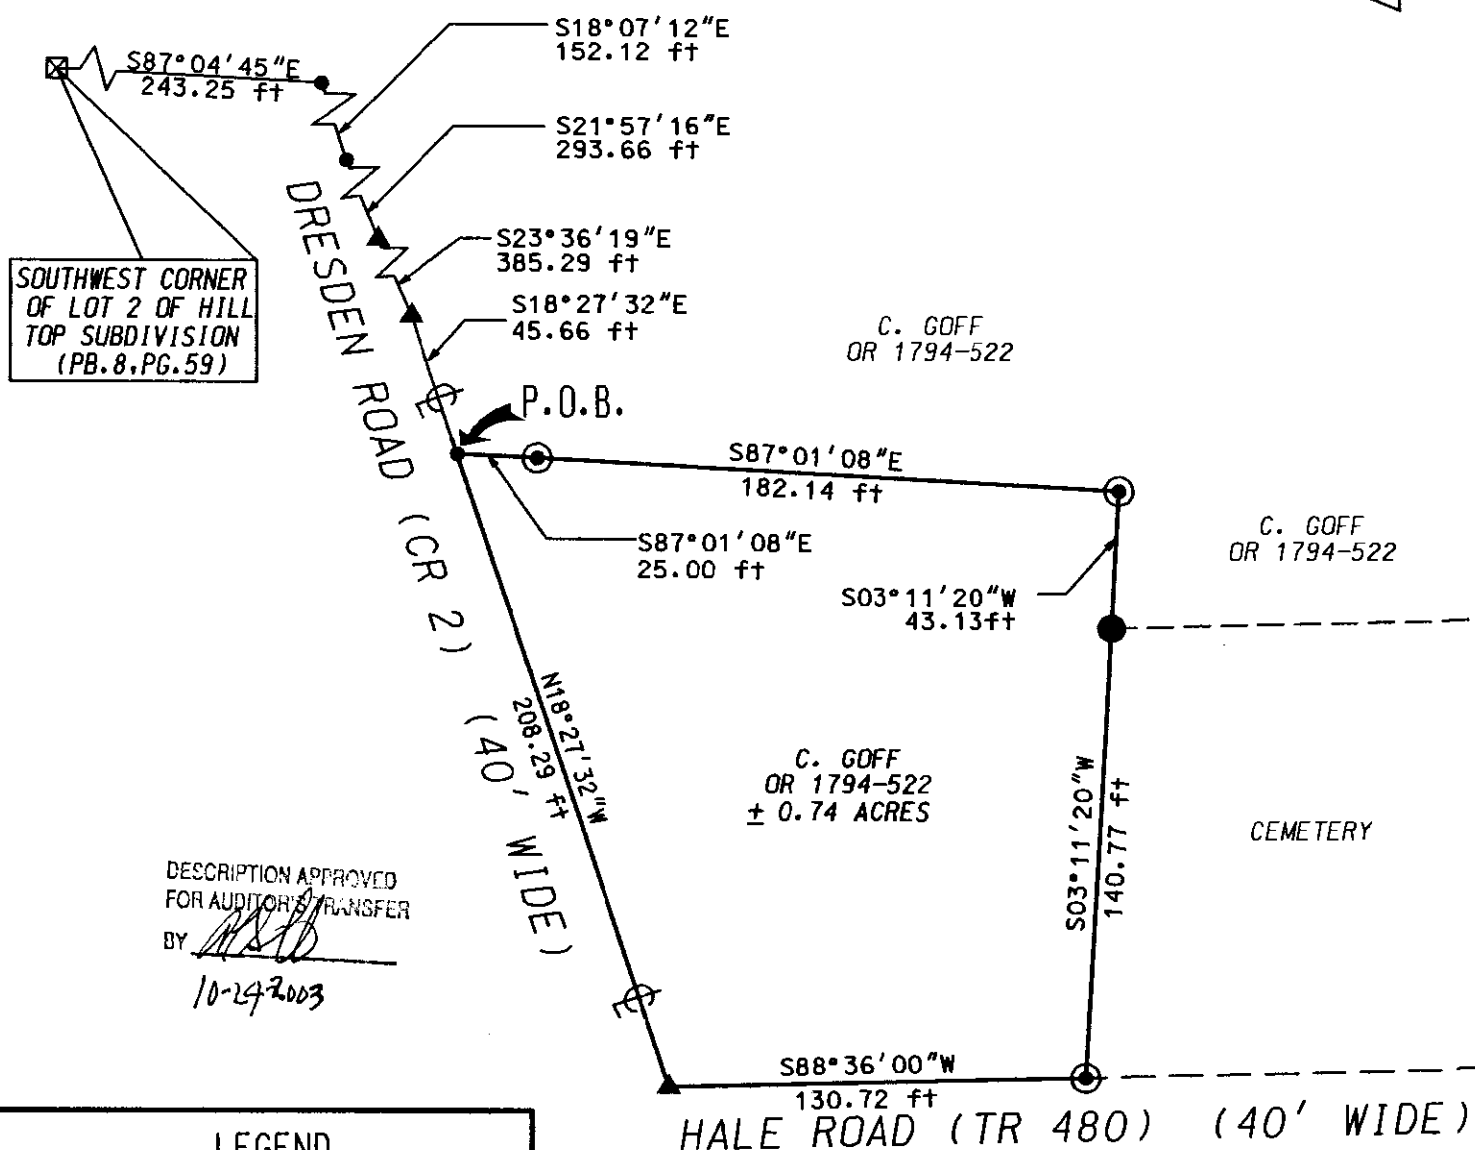 S18°07'12"E
152.12 ft
S87°04'45"E
243.25 ft
S21°57'16"E
293.66 ft
S23°36'19"E
385.29 ft
S18°27'32"E
45.66 ft
SOUTHWEST CORNER
OF LOT 2 OF HILL
TOP SUBDIVISION
(PB.8,PG.59)
DRESDEN ROAD (CR 2) (40' WIDE)
C. GOFF
OR 1794-522
P.O.B.
S87°01'08"E
182.14 ft
S87°01'08"E
25.00 ft
C. GOFF
OR 1794-522
S03°11'20"W
43.13ft
N18°27'32"W
208.29 ft
C. GOFF
OR 1794-522
± 0.74 ACRES
S03°11'20"W
140.77 ft
CEMETERY
DESCRIPTION APPROVED
FOR AUDITOR'S TRANSFER
BY
10-24-2003
S88°36'00"W
130.72 ft
HALE ROAD (TR 480) (40' WIDE)
LEGEND